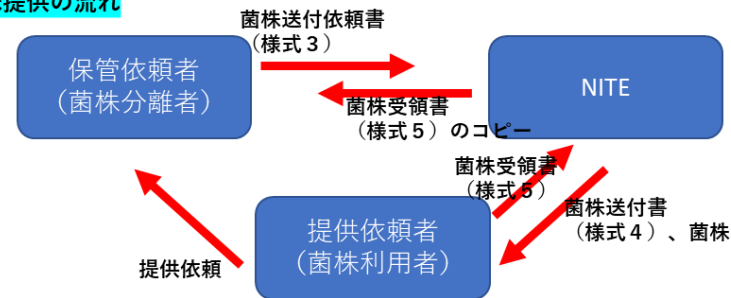 提供の流れ
菌株送付依頼書
（様式３）
保管依頼者
（菌株分離者）
NITE
菌株受領書
（様式５）のコピー
菌株受領書
（様式５）
菌株送付書
（様式４）、菌株
提供依頼者
（菌株利用者）
提供依頼